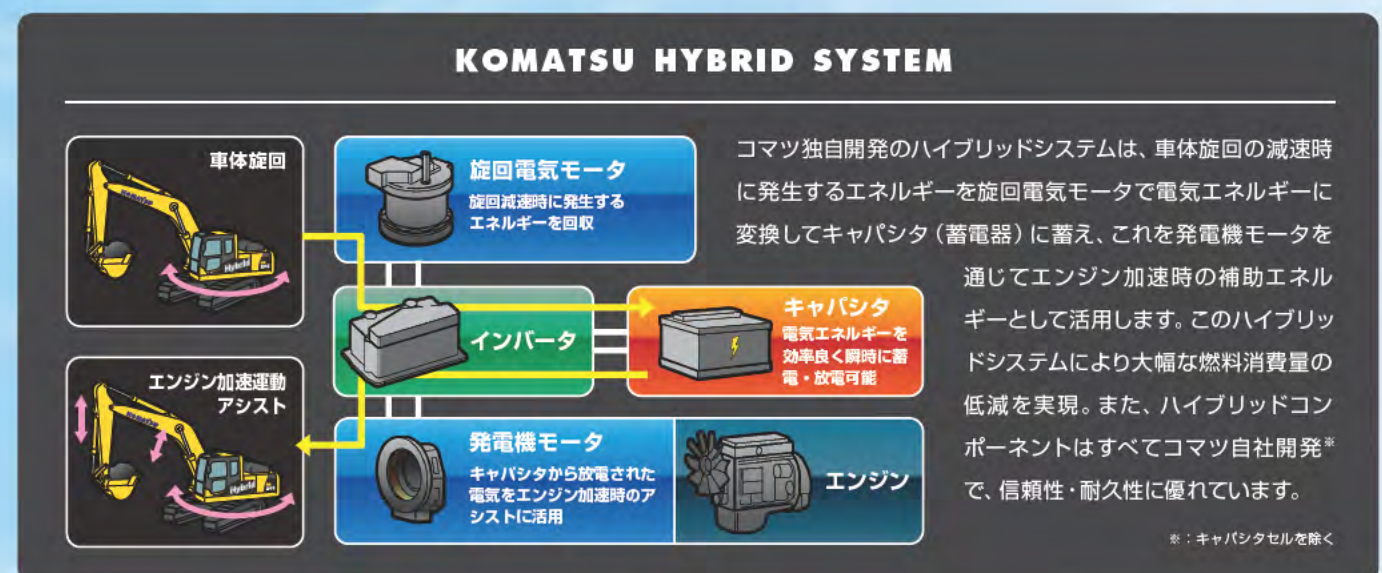 KOMATSU HYBRID SYSTEM
車体旋回
旋回電気モータ
旋回減速時に発生する
エネルギーを回収
インバータ
キャパシタ
電気エネルギーを
効率良く瞬時に蓄
電・放電可能
エンジン加速運動
アシスト
発電機モータ
キャパシタから放電された
電気をエンジン加速時のア
シストに活用
エンジン
コマツ独自開発のハイブリッドシステムは、車体旋回の減速時
に発生するエネルギーを旋回電気モータで電気エネルギーに
変換してキャパシタ（蓄電器）に蓄え、これを発電機モータを
通じてエンジン加速時の補助エネル
ギーとして活用します。このハイブリッ
ドシステムにより大幅な燃料消費量の
低減を実現。また、ハイブリッドコン
ポーネントはすべてコマツ自社開発※
で、信頼性・耐久性に優れています。
※：キャパシタセルを除く
Hybrid
Hybrid